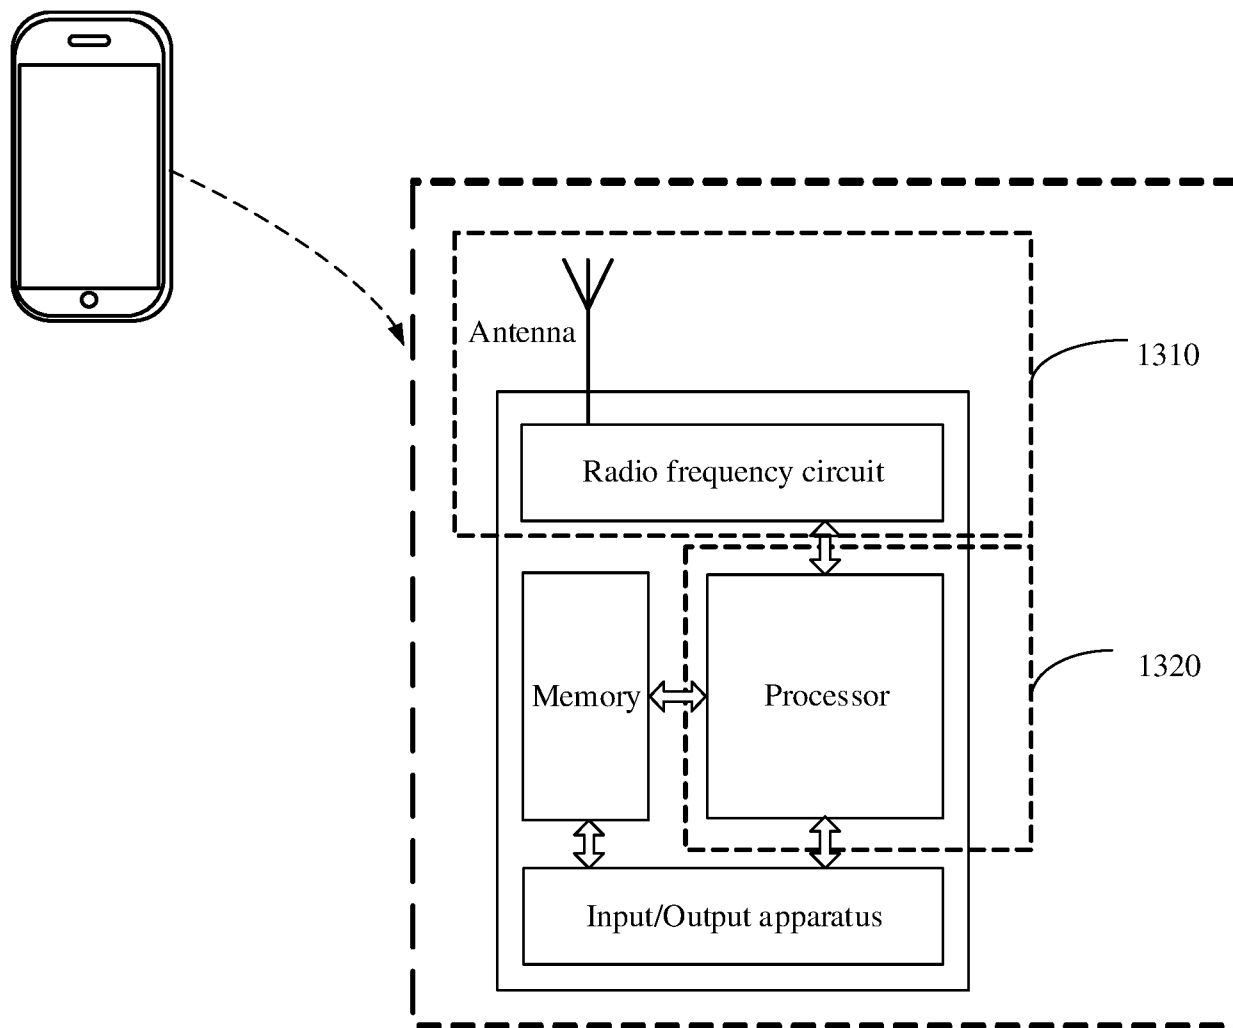 Antenna
1310
Radio frequency circuit
Memory
Processor
1320
Input/Output apparatus